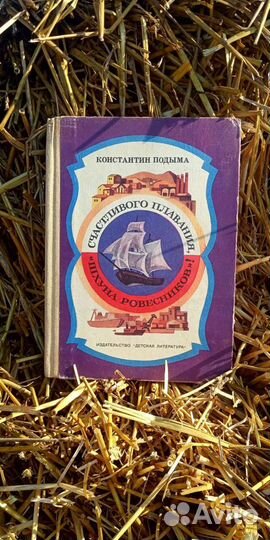 КОНСТАНТИН ПОДЫМА
СЧАСТЛИВОГО ПЛАВАНИЯ,
«ШХУНА РОВЕСНИКОВ»!
ИЗДАТЕЛЬСТВО "ДЕТСКАЯ ЛИТЕРАТУРА"
Avito